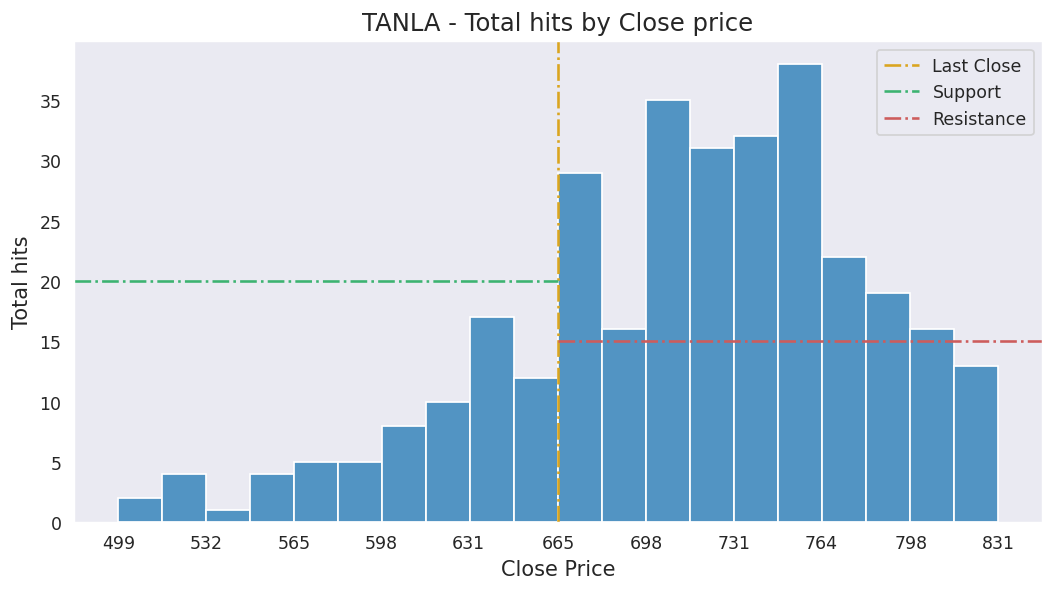 TANLA - Total hits by Close price
Last Close
Support
Resistance
Total hits
35
30
25
20
15
10
5
0
499 532 565 598 631 665 698 731 764 798 831
Close Price